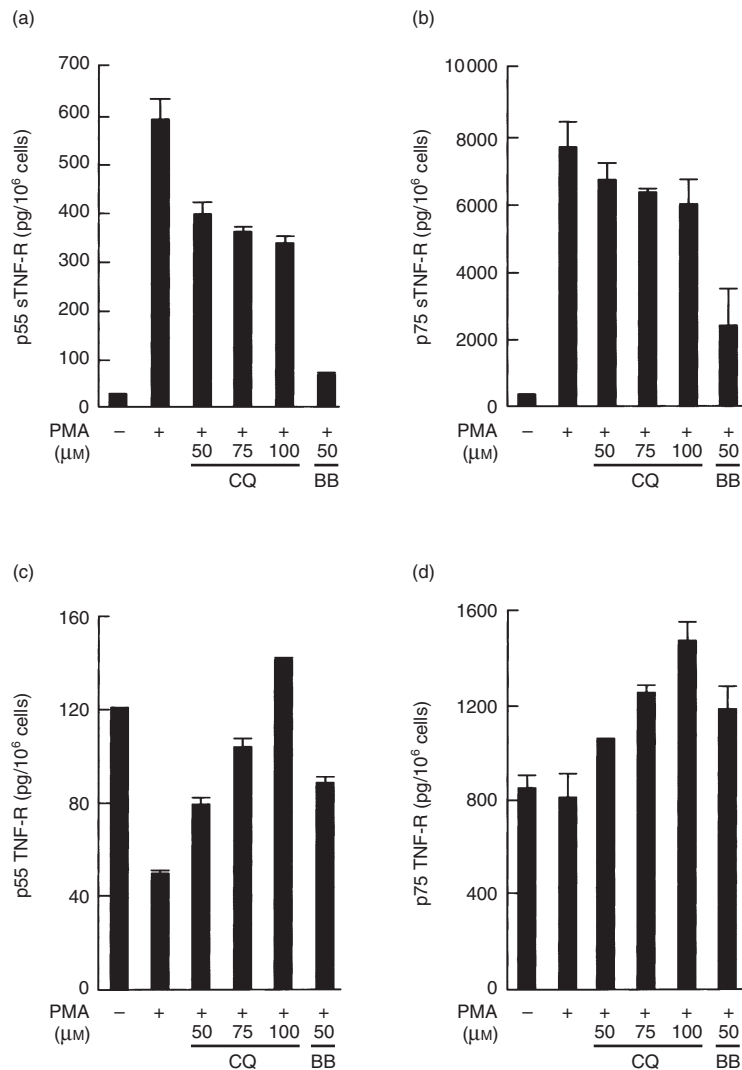 (a)
p55 sTNF-R (pg/10⁶ cells)
700
600
500
400
300
200
100
0
PMA – + + + + +
(μM) 50 75 100 50
CQ BB
(b)
p75 sTNF-R (pg/10⁶ cells)
10 000
8000
6000
4000
2000
0
PMA – + + + + +
(μM) 50 75 100 50
CQ BB
(c)
p55 TNF-R (pg/10⁶ cells)
160
120
80
40
0
PMA – + + + + +
(μM) 50 75 100 50
CQ BB
(d)
p75 TNF-R (pg/10⁶ cells)
1600
1200
800
400
0
PMA – + + + + +
(μM) 50 75 100 50
CQ BB